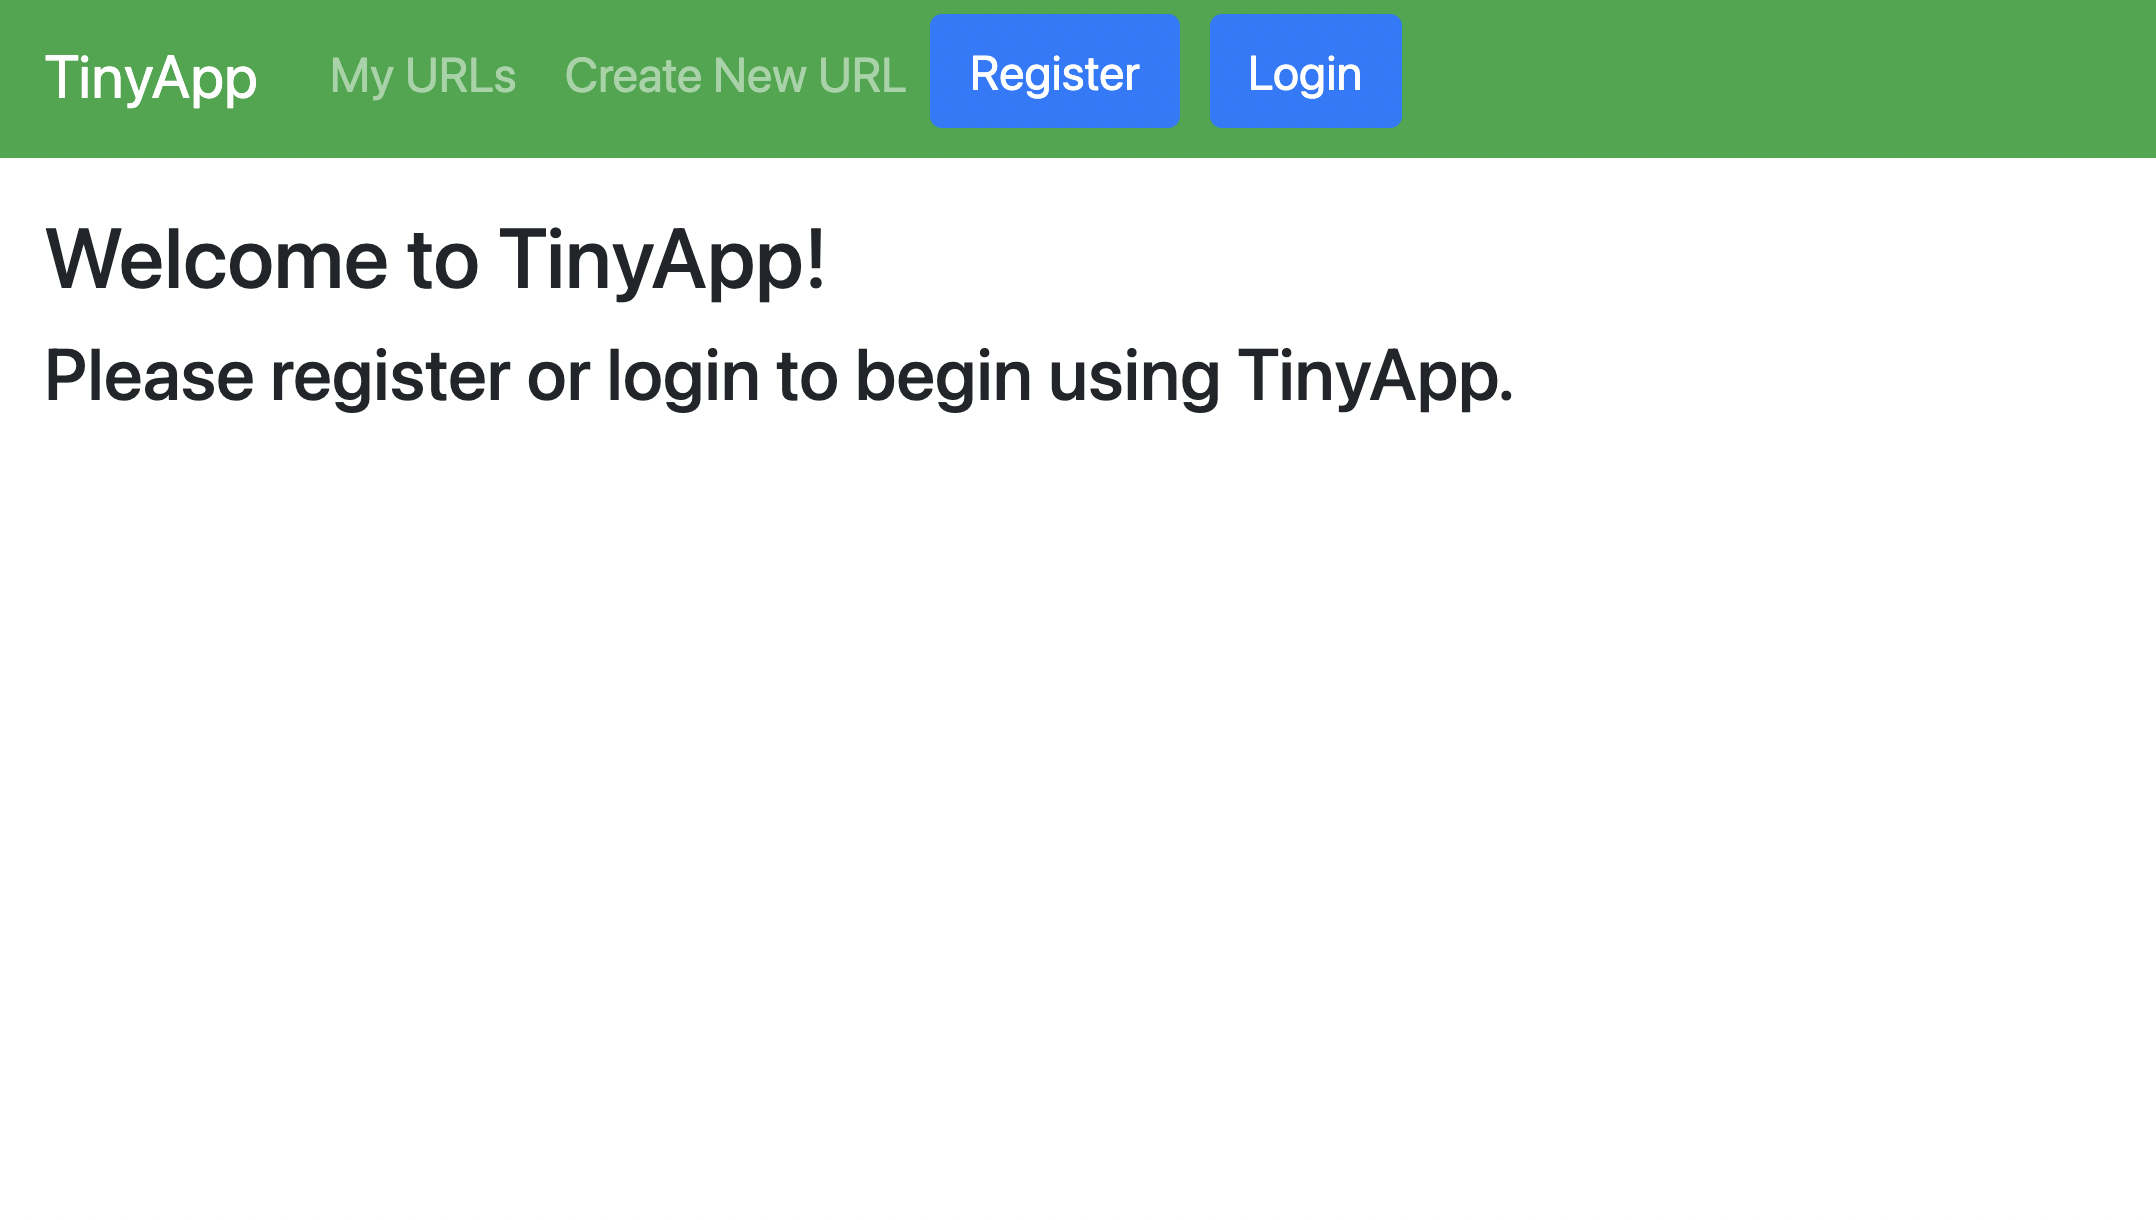 TinyApp My URLs Create New URL Register Login
Welcome to TinyApp!
Please register or login to begin using TinyApp.